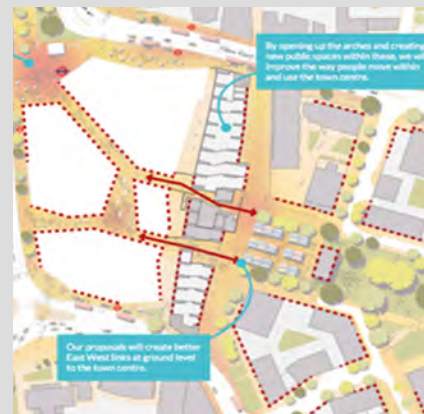 By opening up the arches and creating
new public spaces within these, we will
improve the way people move within
and use the town centre.
Our proposals will create better
East West links at ground level
to the town centre.